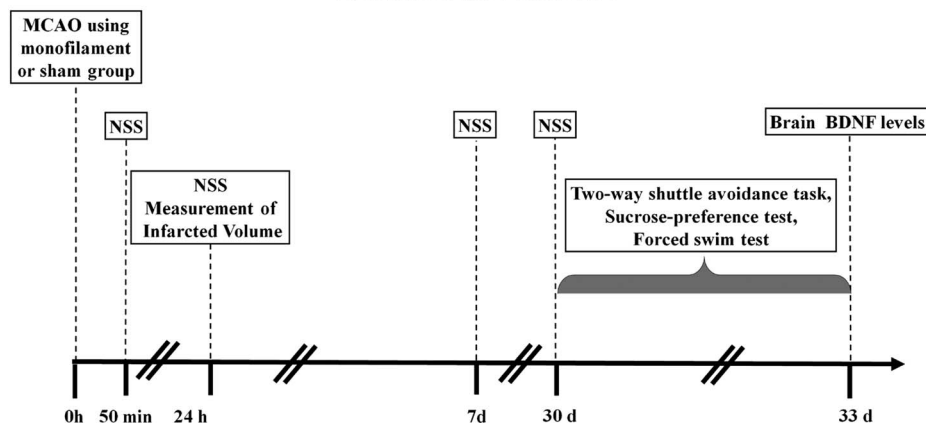 MCAO using
monofilament
or sham group
NSS
NSS
Measurement of
Infarcted Volume
NSS
NSS
Two-way shuttle avoidance task,
Sucrose-preference test,
Forced swim test
Brain BDNF levels
0h
50 min
24 h
7d
30 d
33 d